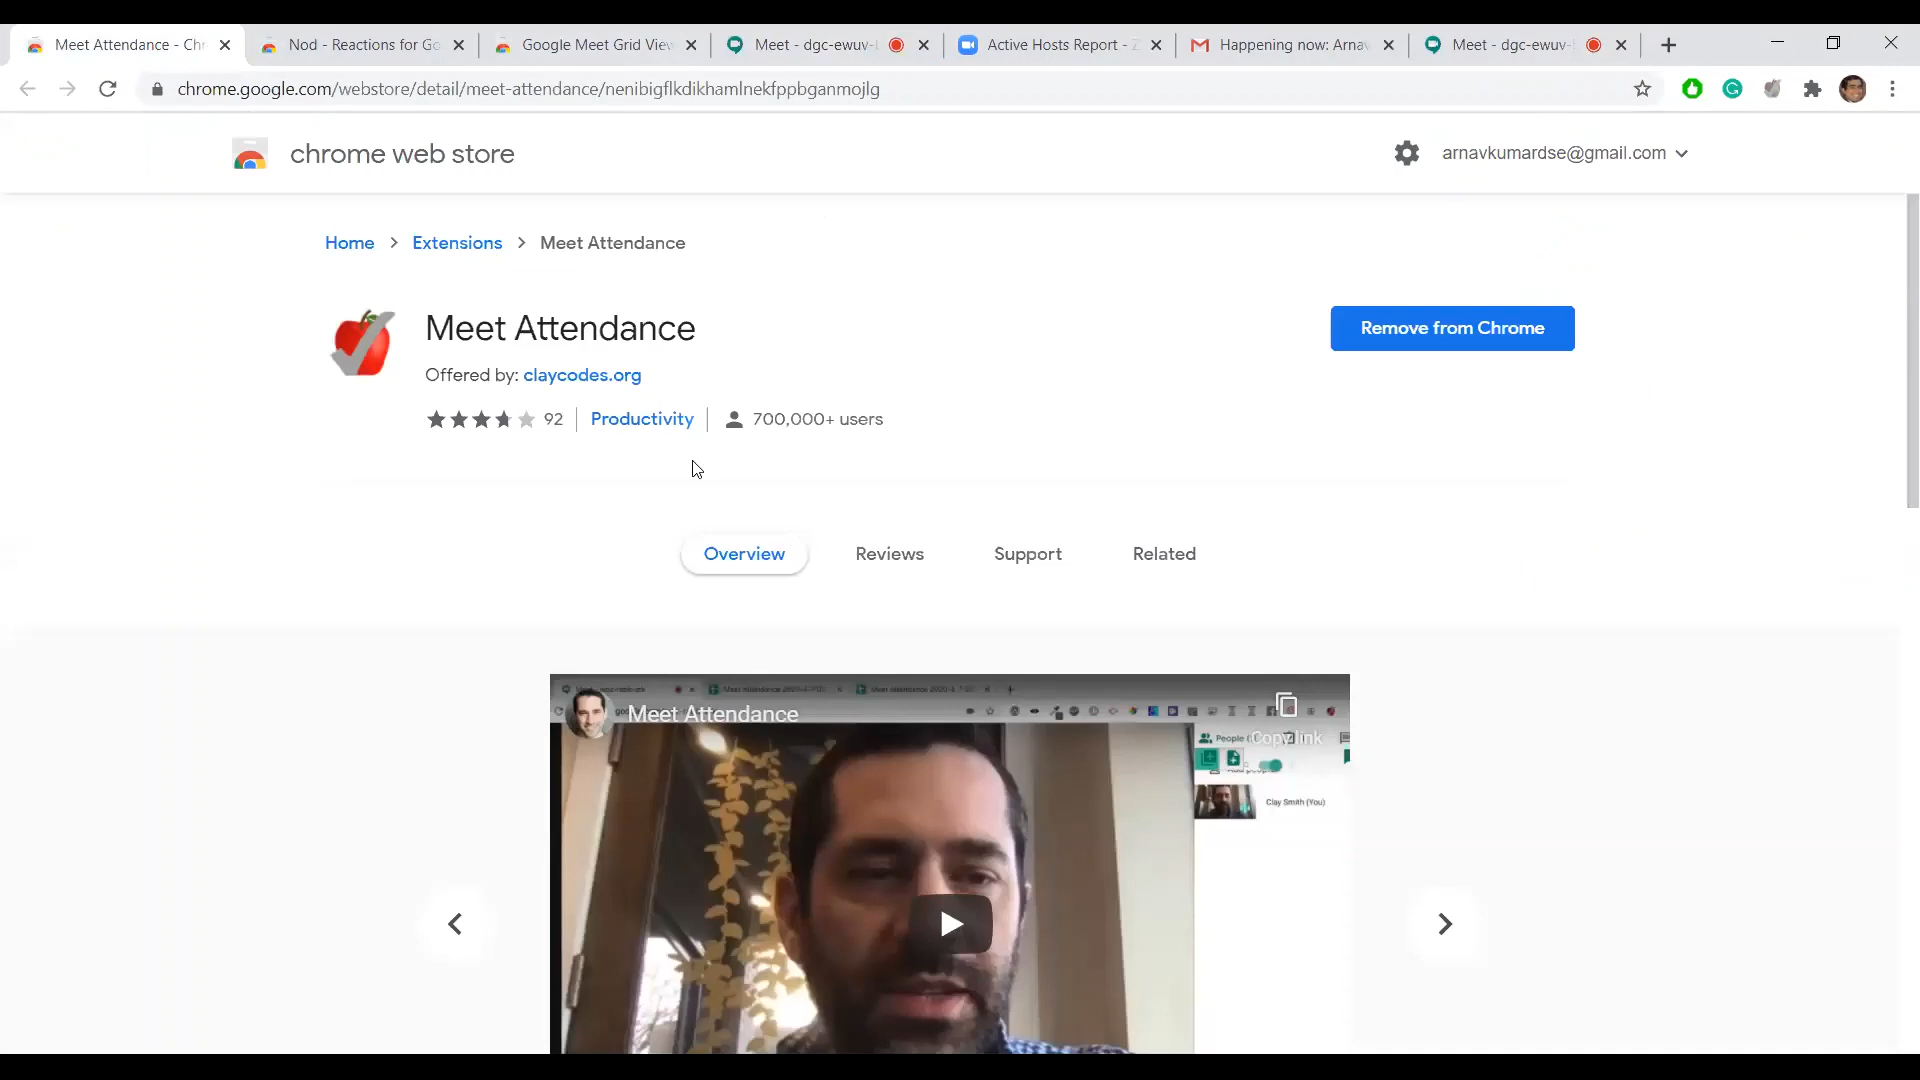 Meet Attendance - Chr
Nod - Reactions for Go
Google Meet Grid View
Meet - dgc-ewuv-
Active Hosts Report - Z
Happening now: Arnav
Meet - dgc-ewuv-
chrome.google.com/webstore/detail/meet-attendance/nenibigflkdikhamlnekfppbganmojlg
chrome web store
arnavkumardse@gmail.com
Home > Extensions > Meet Attendance
Meet Attendance
Remove from Chrome
Offered by: claycodes.org
92 | Productivity | 700,000+ users
Overview
Reviews
Support
Related
Meet Attendance
Copy link
People
Add people
Clay Smith (You)